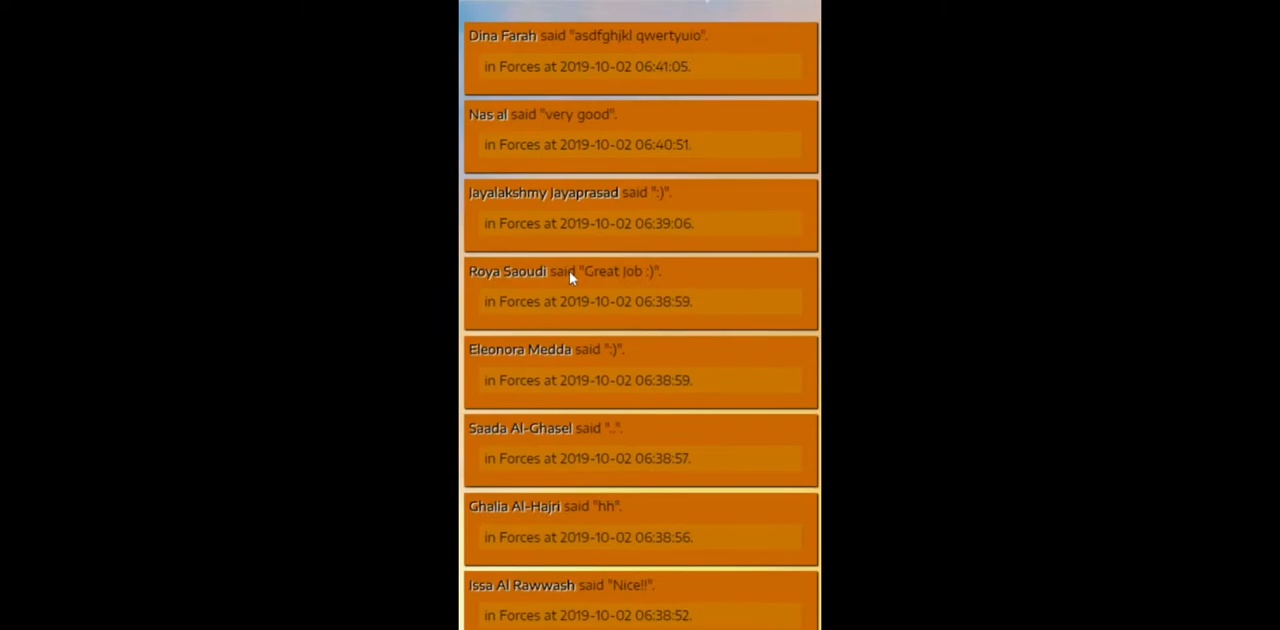 Dina Farah said "asdfghjkl qwertyuio".
in Forces at 2019-10-02 06:41:05.
Nas al said "very good".
in Forces at 2019-10-02 06:40:51.
Jayalakshmy Jayaprasad said ":)".
in Forces at 2019-10-02 06:39:06.
Roya Saoudi said "Great Job :)".
in Forces at 2019-10-02 06:38:59.
Eleonora Medda said ":)".
in Forces at 2019-10-02 06:38:59.
Saada Al-Ghasel said "..".
in Forces at 2019-10-02 06:38:57.
Ghalia Al-Hajri said "hh".
in Forces at 2019-10-02 06:38:56.
Issa Al Rawwash said "Nice!!".
in Forces at 2019-10-02 06:38:52.